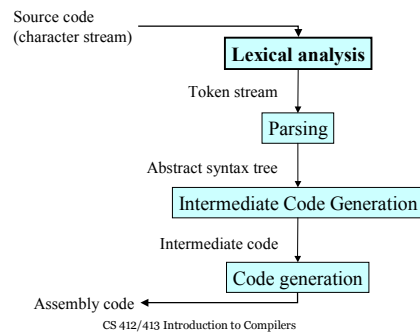 Source code
(character stream)
Lexical analysis
Token stream
Parsing
Abstract syntax tree
Intermediate Code Generation
Intermediate code
Code generation
Assembly code
CS 412/413 Introduction to Compilers